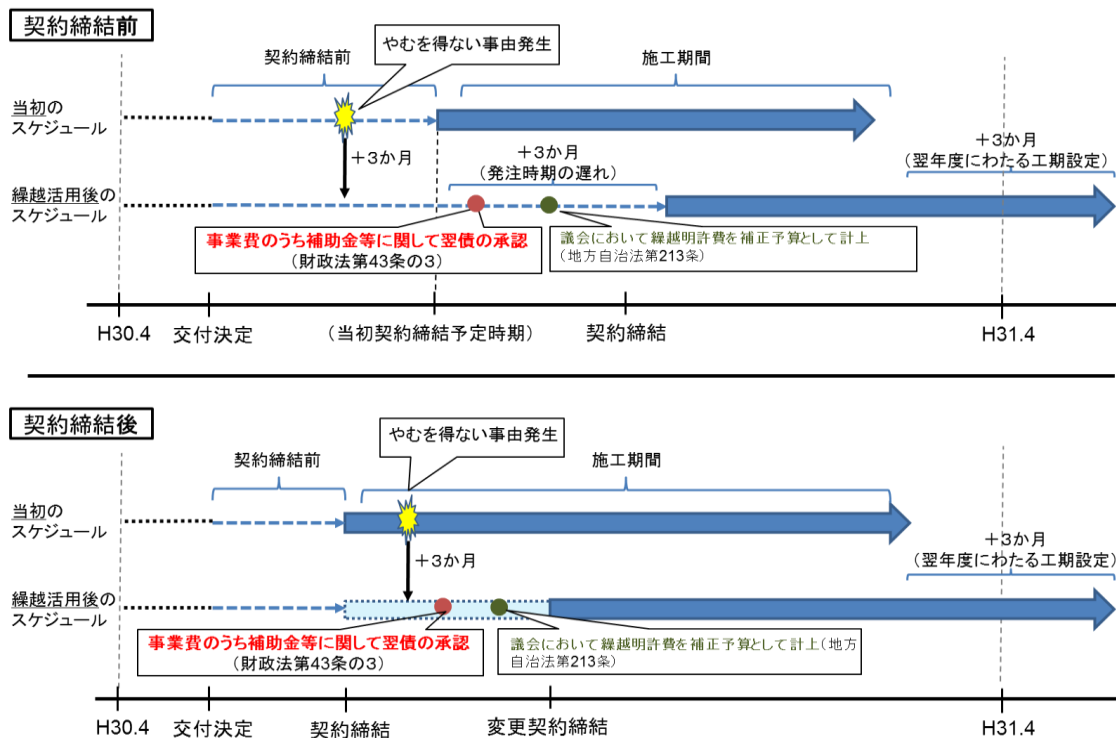 契約締結前
やむを得ない事由発生
契約締結前
施工期間
当初の
スケジュール
+3か月
+3か月
(発注時期の遅れ)
+3か月
(翌年度にわたる工期設定)
繰越活用後の
スケジュール
事業費のうち補助金等に関して翌債の承認
(財政法第43条の3)
議会において繰越明許費を補正予算として計上
(地方自治法第213条)
H30.4
交付決定
(当初契約締結予定時期)
契約締結
H31.4
契約締結後
やむを得ない事由発生
契約締結前
施工期間
当初の
スケジュール
+3か月
+3か月
(翌年度にわたる工期設定)
繰越活用後の
スケジュール
事業費のうち補助金等に関して翌債の承認
(財政法第43条の3)
議会において繰越明許費を補正予算として計上(地方
自治法第213条)
H30.4
交付決定
契約締結
変更契約締結
H31.4